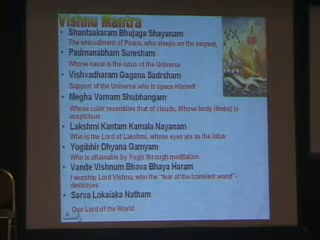 Vishnu Mantra
• Shantaakaram Bhujaga Shayanam
The embodiment of Peace, who sleeps on the serpent,
• Padmanabham Suresham
Whose naval is the lotus of the Universe
• Vishvadharam Gagana Sadrsham
Support of the Universe who is space Himself
• Megha Varnam Shubhangam
Whose color resembles that of clouds, Whose body (limbs) is
auspicious
• Lakshmi Kantam Kamala Nayanam
Who is the Lord of Lakshmi, whose eyes are as the lotus
• Yogibhir Dhyana Gamyam
Who is attainable by Yogis through meditation
• Vande Vishnum Bhava Bhaya Haram
I worship Lord Vishnu, who the "fear of the transient world"-
destroyes
• Sarva Lokaiaka Natham
One Lord of the World